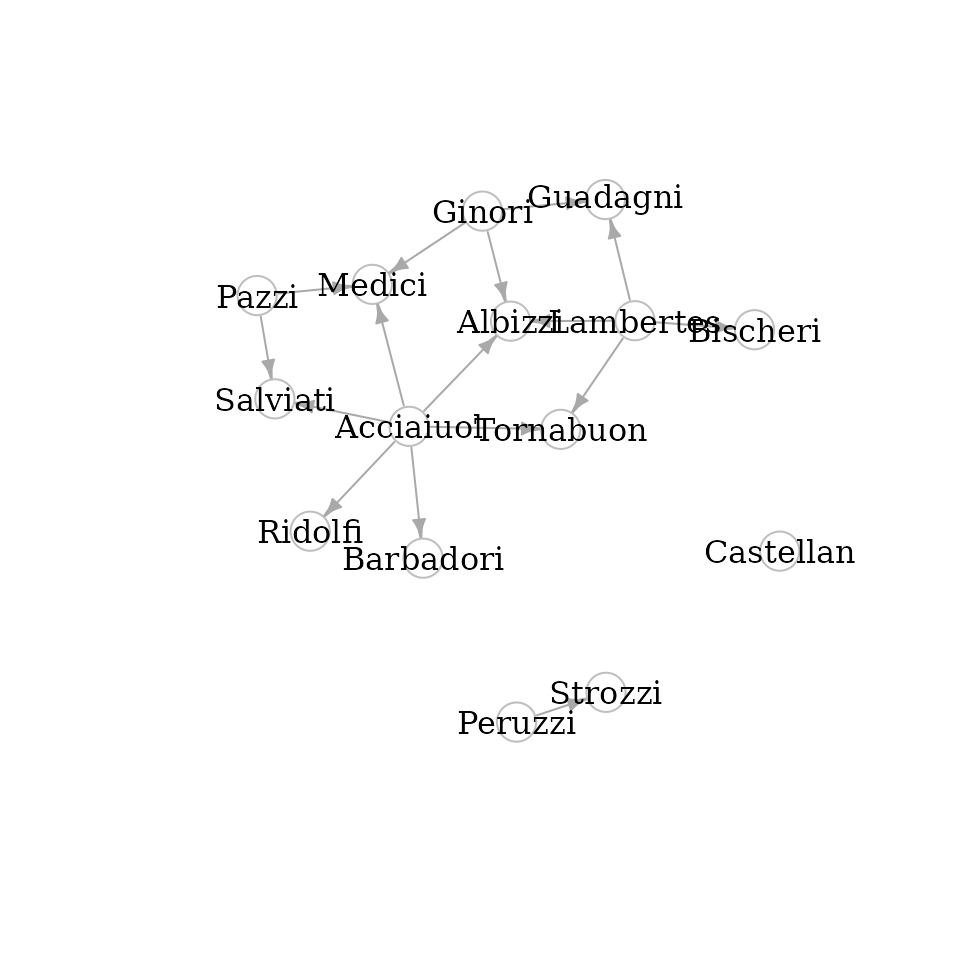 Guadagni
Ginori
Medici
Pazzi
Albizzi
Lambertes
Bischeri
Salviati
Acciaiuol
Tornabuon
Ridolfi
Barbadori
Castellan
Strozzi
Peruzzi